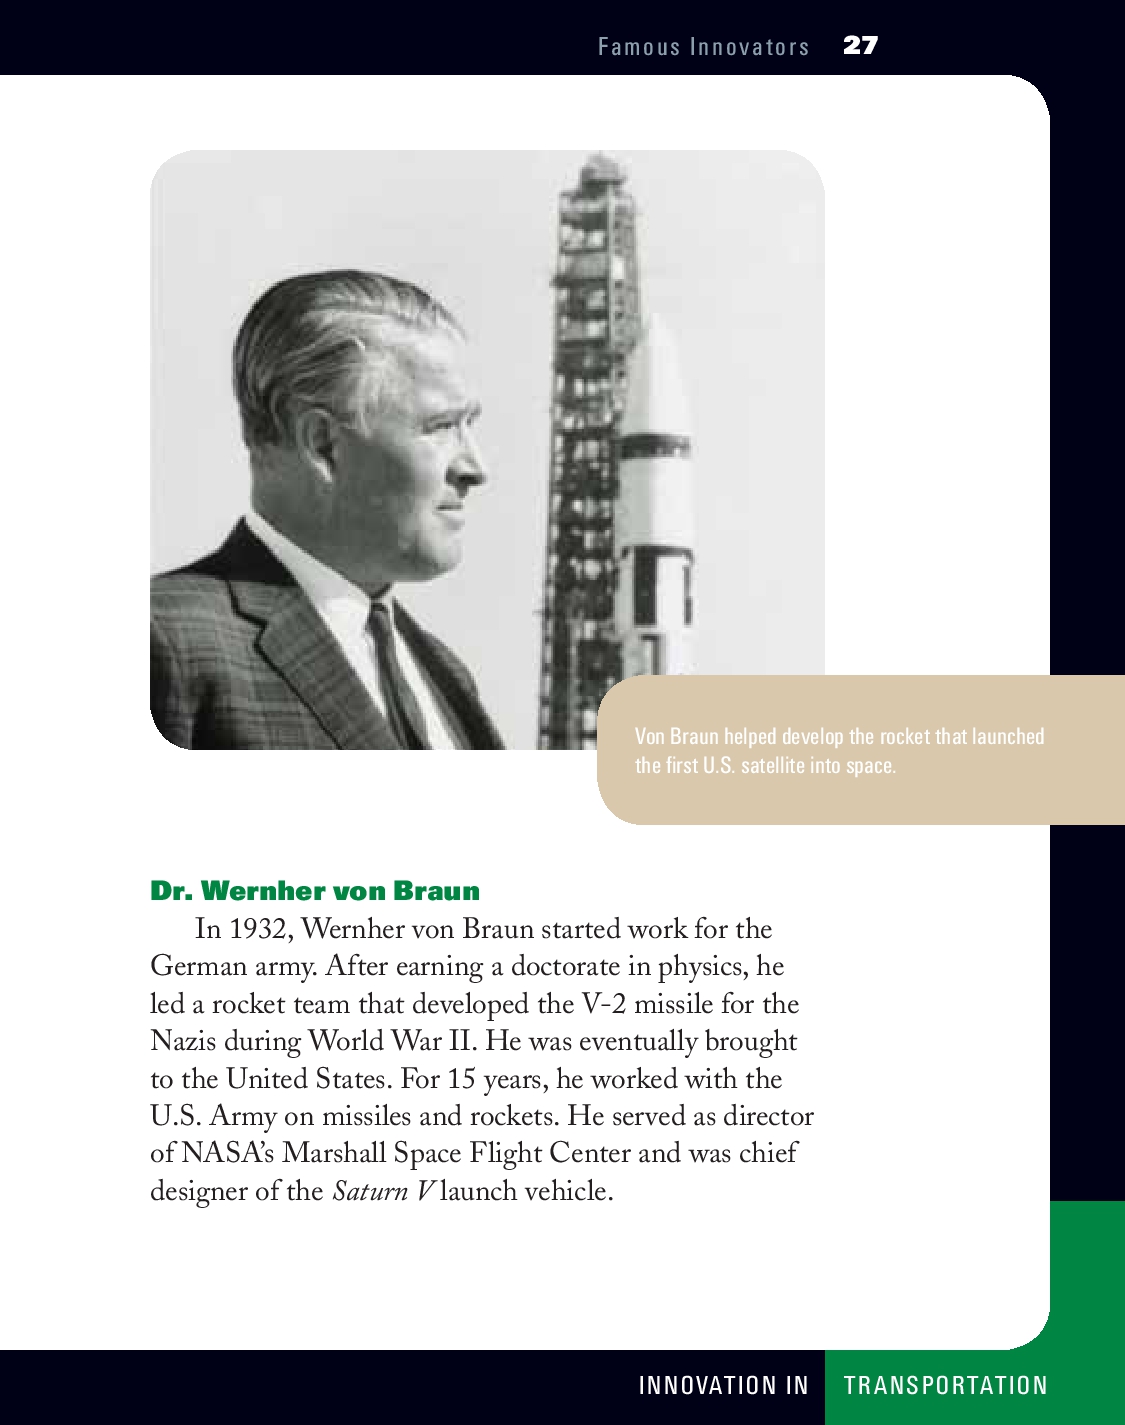 Famous Innovators 27
Von Braun helped develop the rocket that launched
the first U.S. satellite into space.
Dr. Wernher von Braun
In 1932, Wernher von Braun started work for the
German army. After earning a doctorate in physics, he
led a rocket team that developed the V-2 missile for the
Nazis during World War II. He was eventually brought
to the United States. For 15 years, he worked with the
U.S. Army on missiles and rockets. He served as director
of NASA’s Marshall Space Flight Center and was chief
designer of the Saturn V launch vehicle.
INNOVATION IN TRANSPORTATION